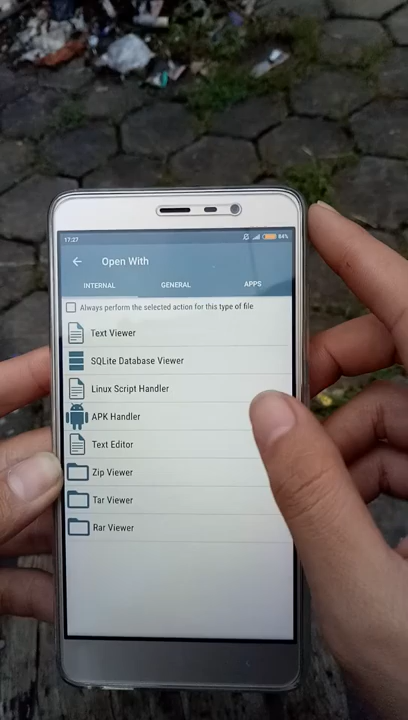 17:27
84%
Open With
INTERNAL GENERAL APPS
Always perform the selected action for this type of file
Text Viewer
SQLite Database Viewer
Linux Script Handler
APK Handler
Text Editor
Zip Viewer
Tar Viewer
Rar Viewer